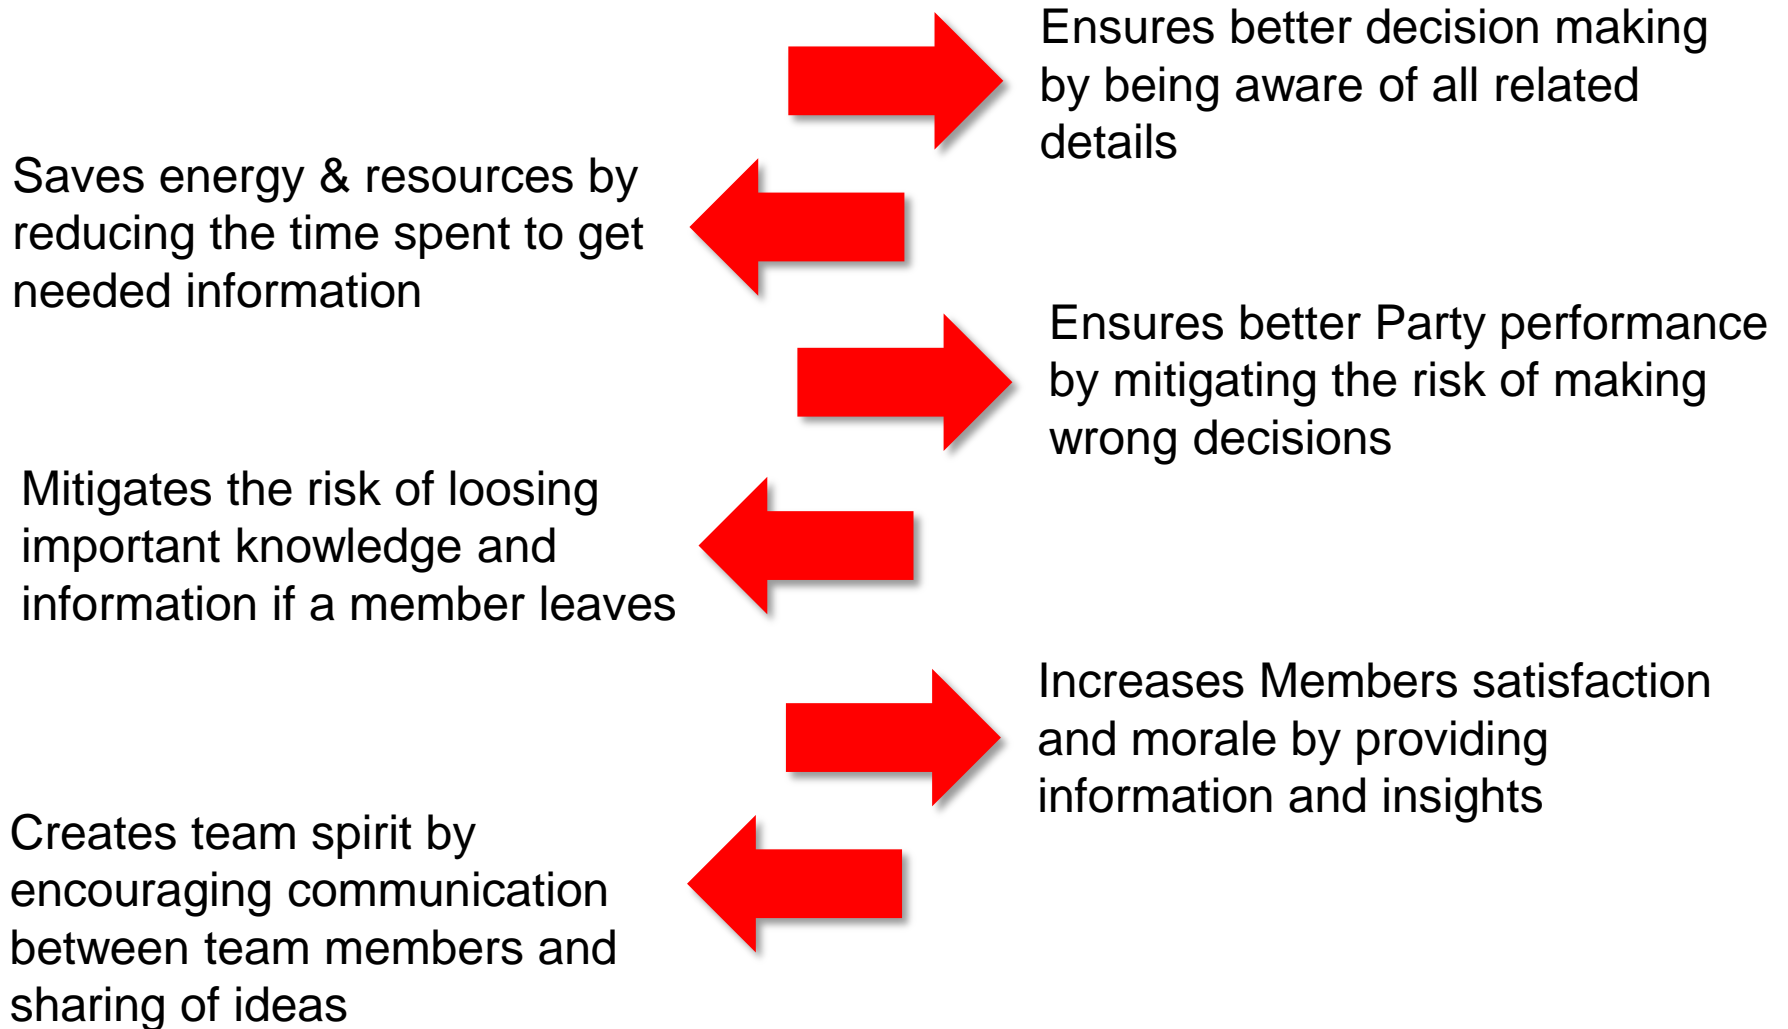 Ensures better decision making
by being aware of all related
details
Saves energy & resources by
reducing the time spent to get
needed information
Ensures better Party performance
by mitigating the risk of making
wrong decisions
Mitigates the risk of loosing
important knowledge and
information if a member leaves
Increases Members satisfaction
and morale by providing
information and insights
Creates team spirit by
encouraging communication
between team members and
sharing of ideas